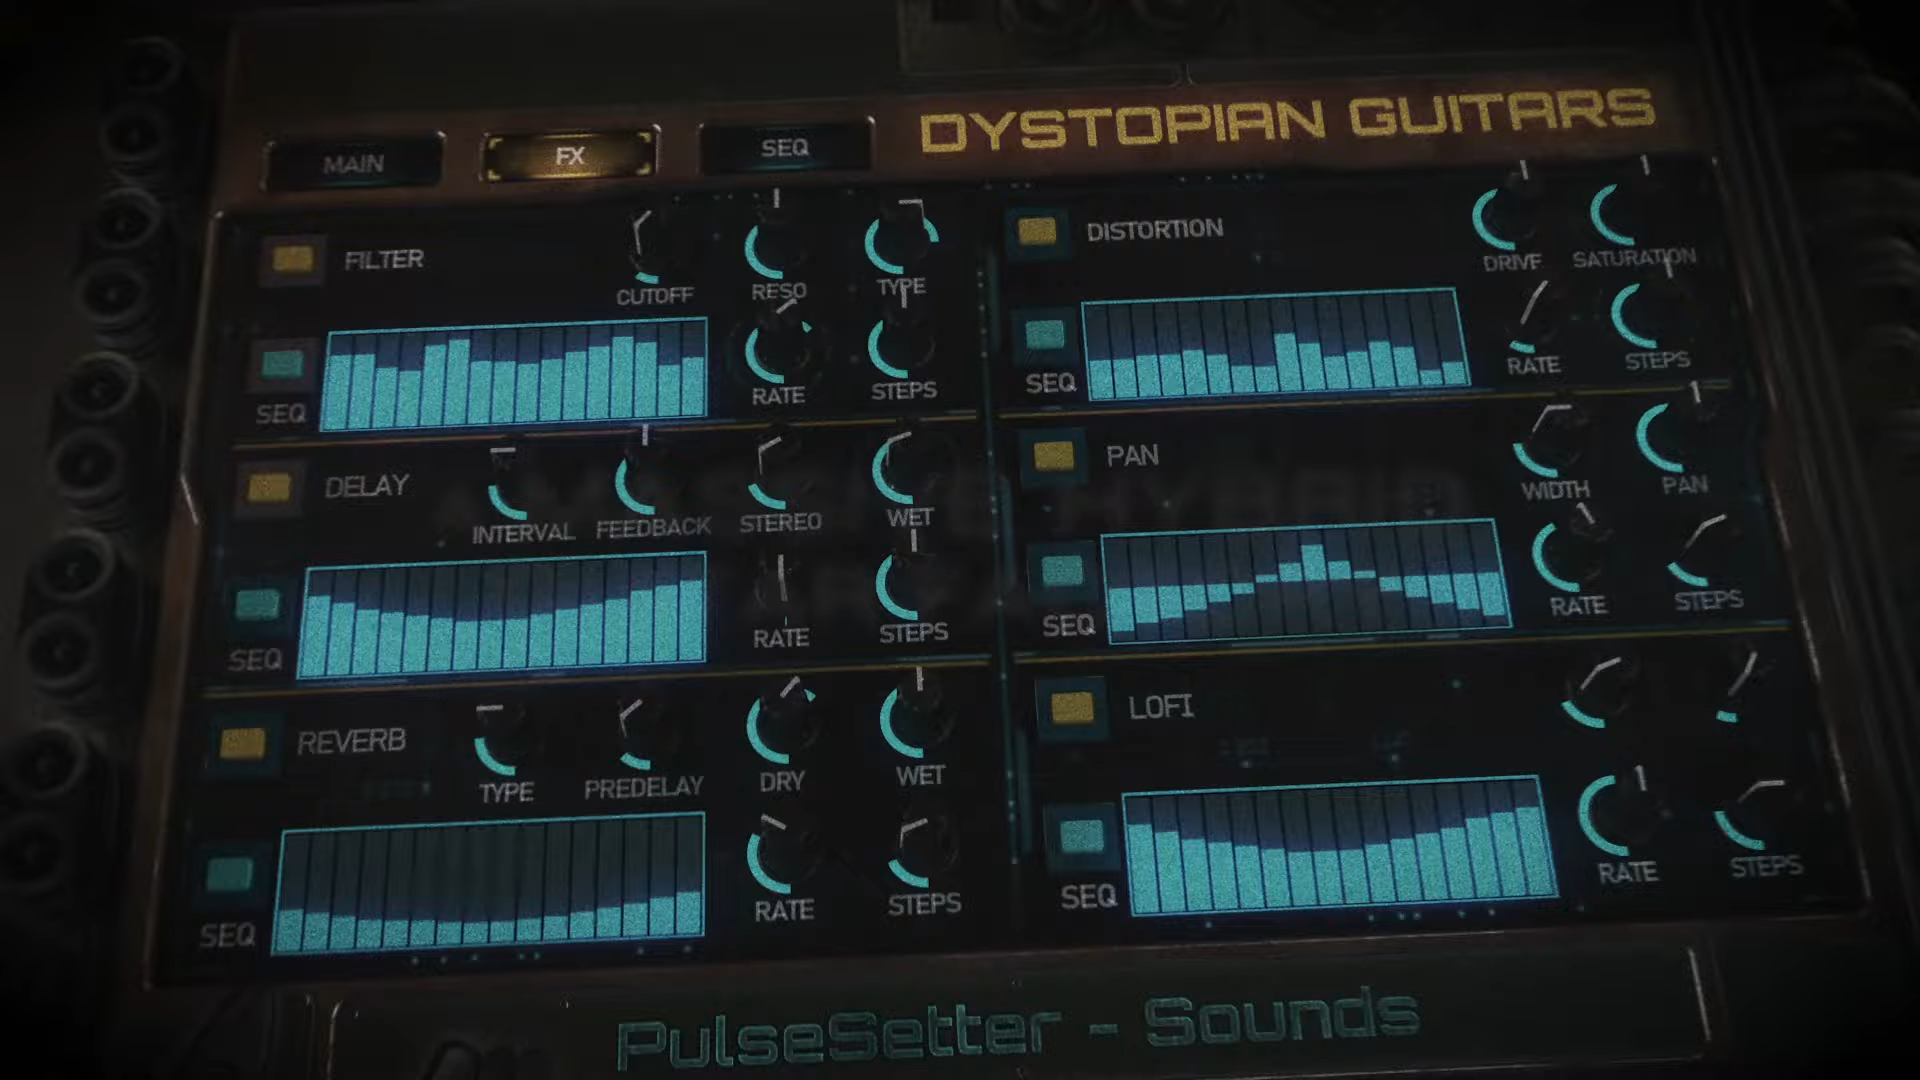 DYSTOPIAN GUITARS
MAIN
FX
SEQ
FILTER
CUTOFF
RESO
TYPE
SEQ
RATE
STEPS
DELAY
INTERVAL
FEEDBACK
STEREO
WET
SEQ
RATE
STEPS
REVERB
TYPE
PREDELAY
DRY
WET
SEQ
RATE
STEPS
DISTORTION
DRIVE
SATURATION
SEQ
RATE
STEPS
PAN
WIDTH
PAN
SEQ
RATE
STEPS
LOFI
SEQ
RATE
STEPS
PulseSetter - Sounds